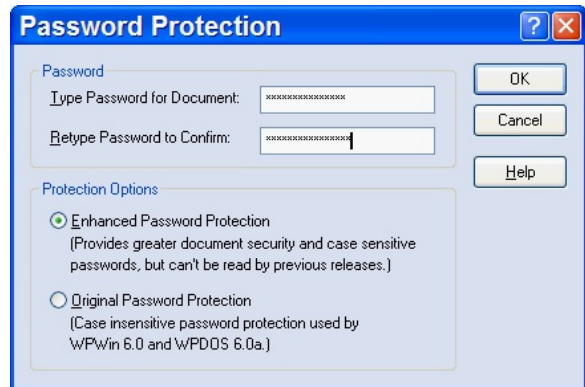 Password Protection
Password
OK
Type Password for Document: ***************
Cancel
Retype Password to Confirm: ****************
Help
Protection Options
Enhanced Password Protection
(Provides greater document security and case sensitive
passwords, but can't be read by previous releases.)
Original Password Protection
(Case insensitive password protection used by
WPWin 6.0 and WPDOS 6.0a.)